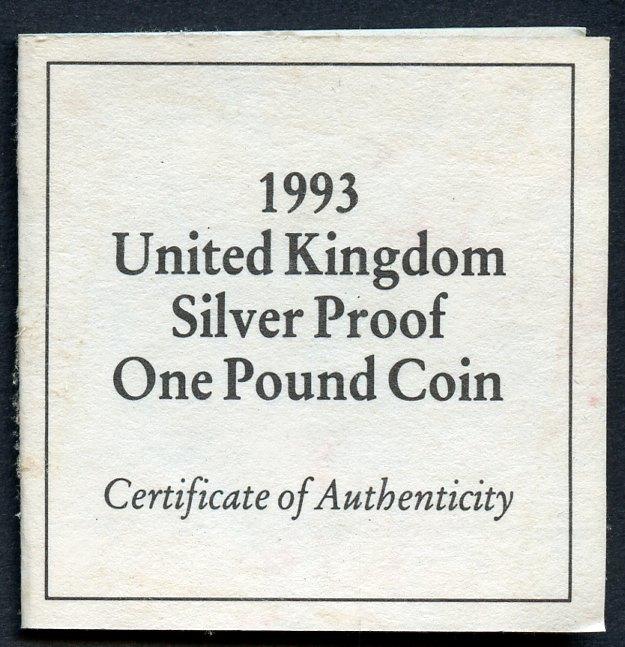 1993
United Kingdom
Silver Proof
One Pound Coin
Certificate of Authenticity